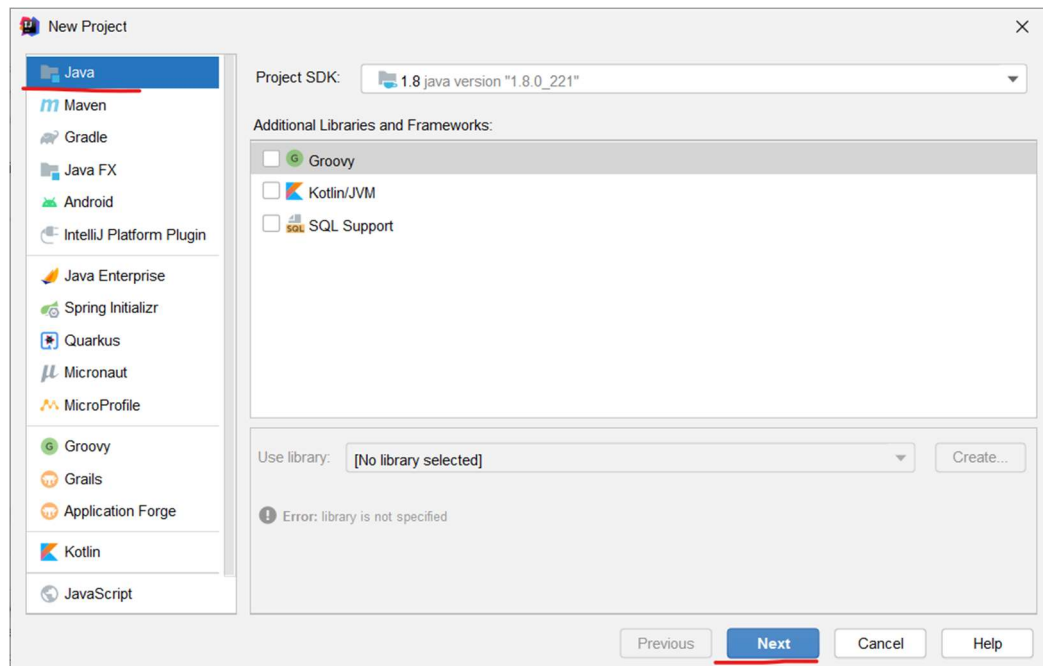 New Project
Java
Maven
Gradle
Java FX
Android
IntelliJ Platform Plugin
Java Enterprise
Spring Initializr
Quarkus
Micronaut
MicroProfile
Groovy
Grails
Application Forge
Kotlin
JavaScript
Project SDK: 1.8 java version "1.8.0_221"
Additional Libraries and Frameworks:
G Groovy
Kotlin/JVM
SQL SQL Support
Use library: [No library selected] Create...
Error: library is not specified
Previous Next Cancel Help